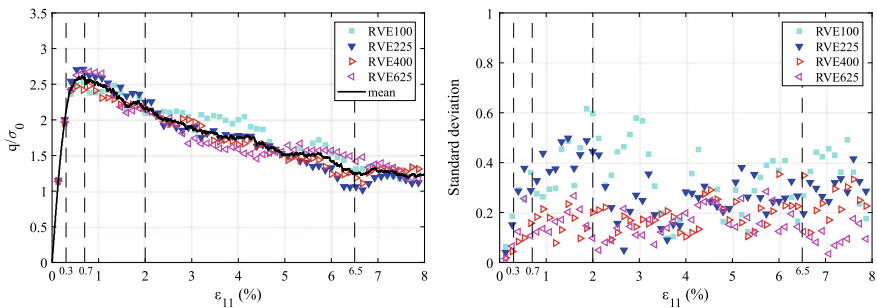 3.5
3
2.5
2
1.5
1
0.5
0
q/σ0
RVE100
RVE225
RVE400
RVE625
mean
0 0.3 0.7 1 2 3 4 5 6 6.5 7 8
ε11 (%)
1
0.8
0.6
0.4
0.2
0
Standard deviation
RVE100
RVE225
RVE400
RVE625
0 0.3 0.7 1 2 3 4 5 6 6.5 7 8
ε11 (%)